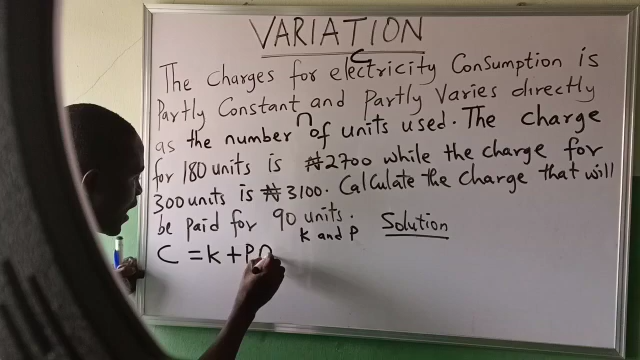 VARIATION
C
The charges for electricity Consumption is
Partly Constant and Partly Varies directly
n
as the number of units used. The charge
for 180 units is ₦2700 while the charge for
300 units is ₦ 3100. Calculate the charge that will
be paid for 90 units. Solution
K and P
C = K + P